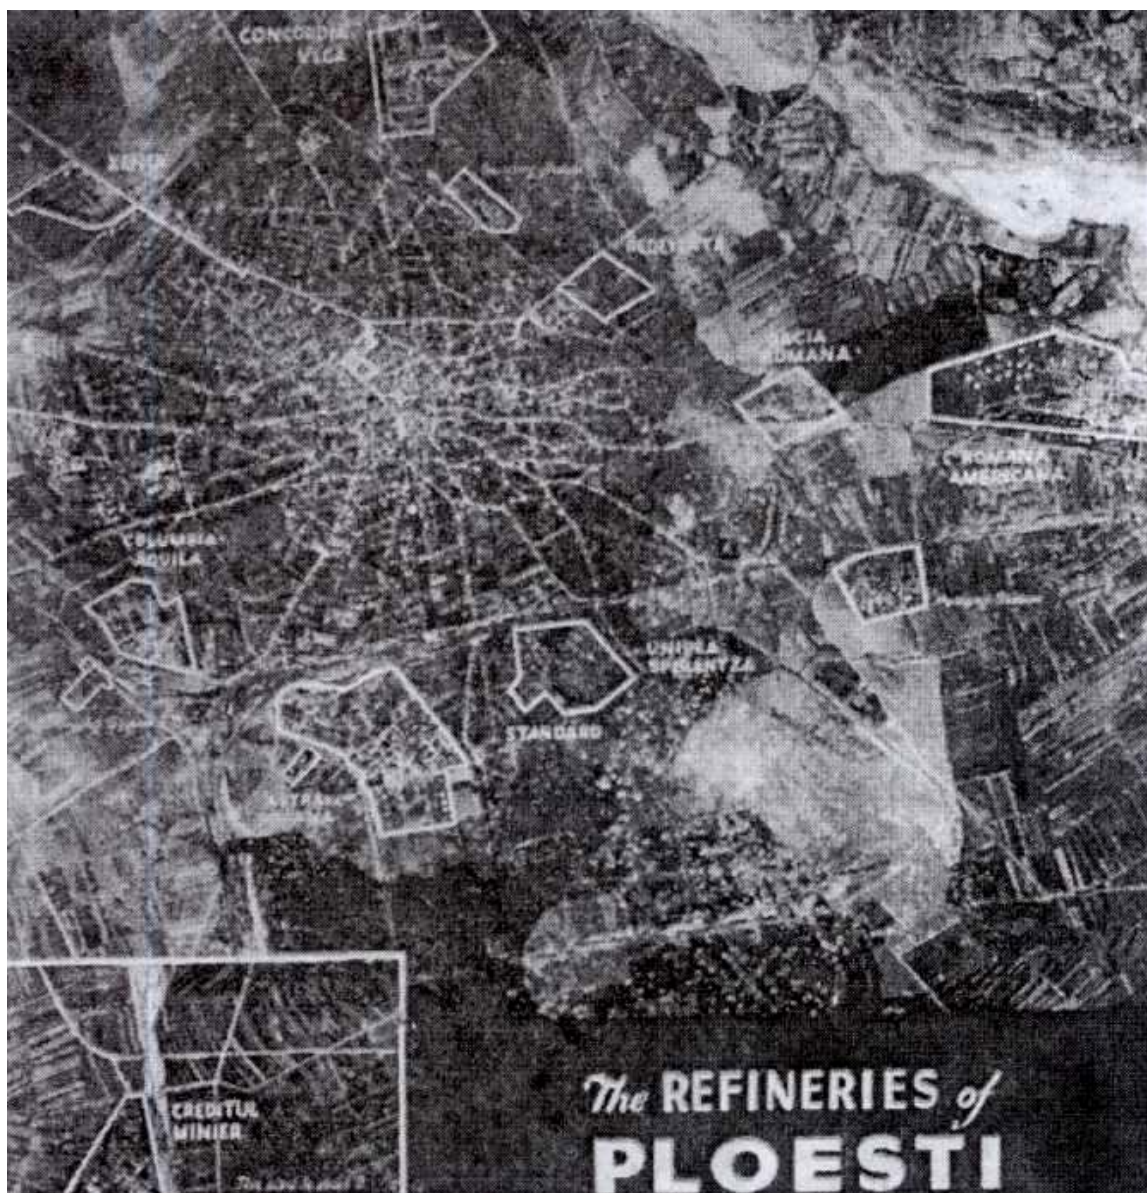 CONCORDIA
VEGA
XENIA
REDEVENTA
DACIA
ROMANA
ROMANA
AMERICANA
COLUMBIA
AQUILA
UNIREA
SPERANTZA
STANDARD
ASTRA
CREDITUL
MINIER
The REFINERIES of
PLOESTI